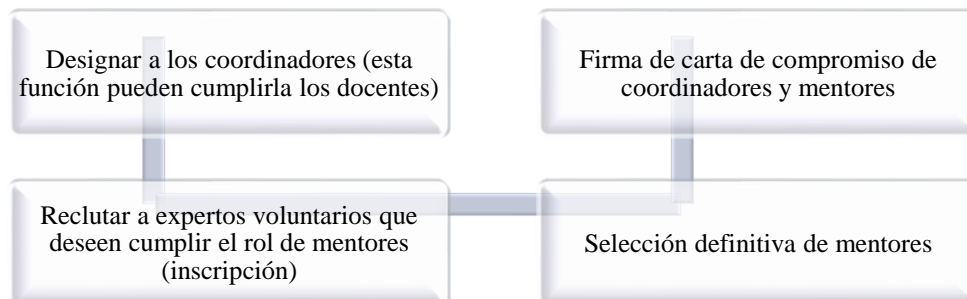 Designar a los coordinadores (esta
función pueden cumplirla los docentes)
Reclutar a expertos voluntarios que
deseen cumplir el rol de mentores
(inscripción)
Selección definitiva de mentores
Firma de carta de compromiso de
coordinadores y mentores